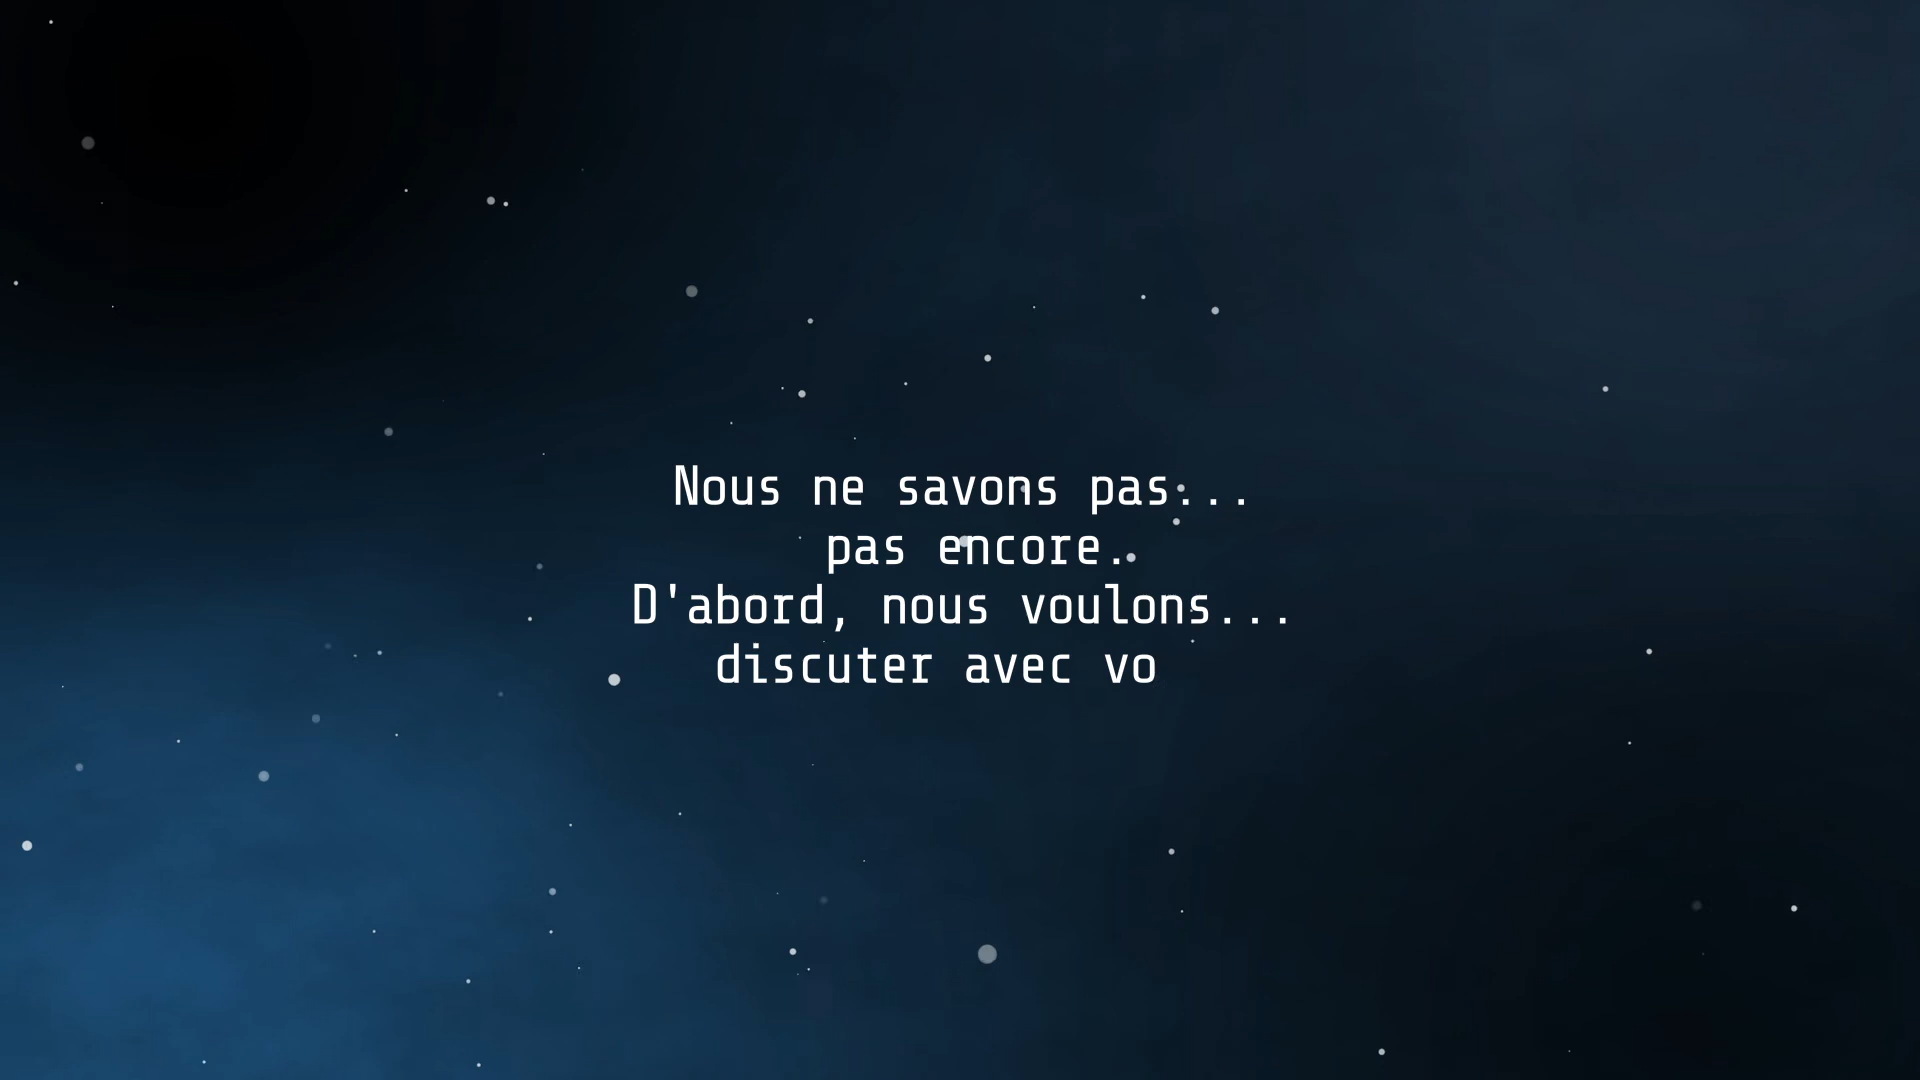 Nous ne savons pas...
pas encore.
D'abord, nous voulons...
discuter avec vo